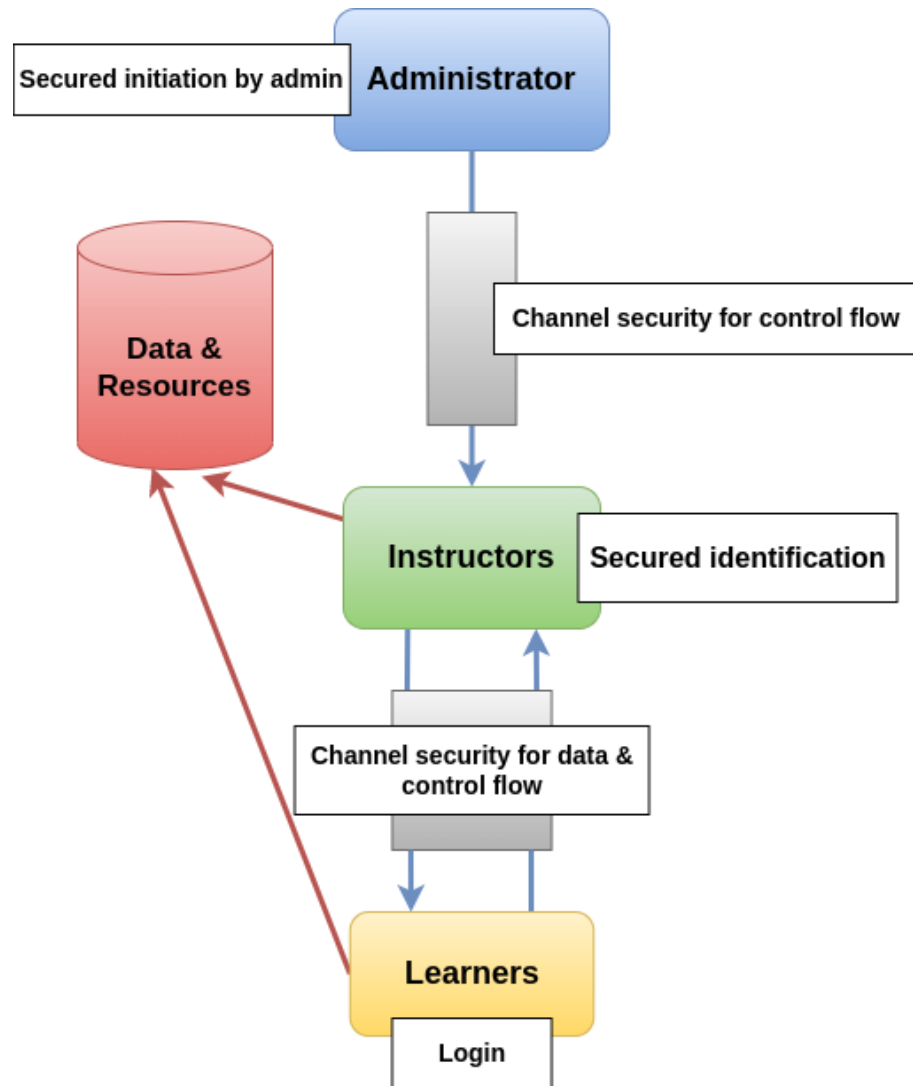 Secured initiation by admin
Administrator
Channel security for control flow
Data &
Resources
Instructors
Secured identification
Channel security for data &
control flow
Learners
Login